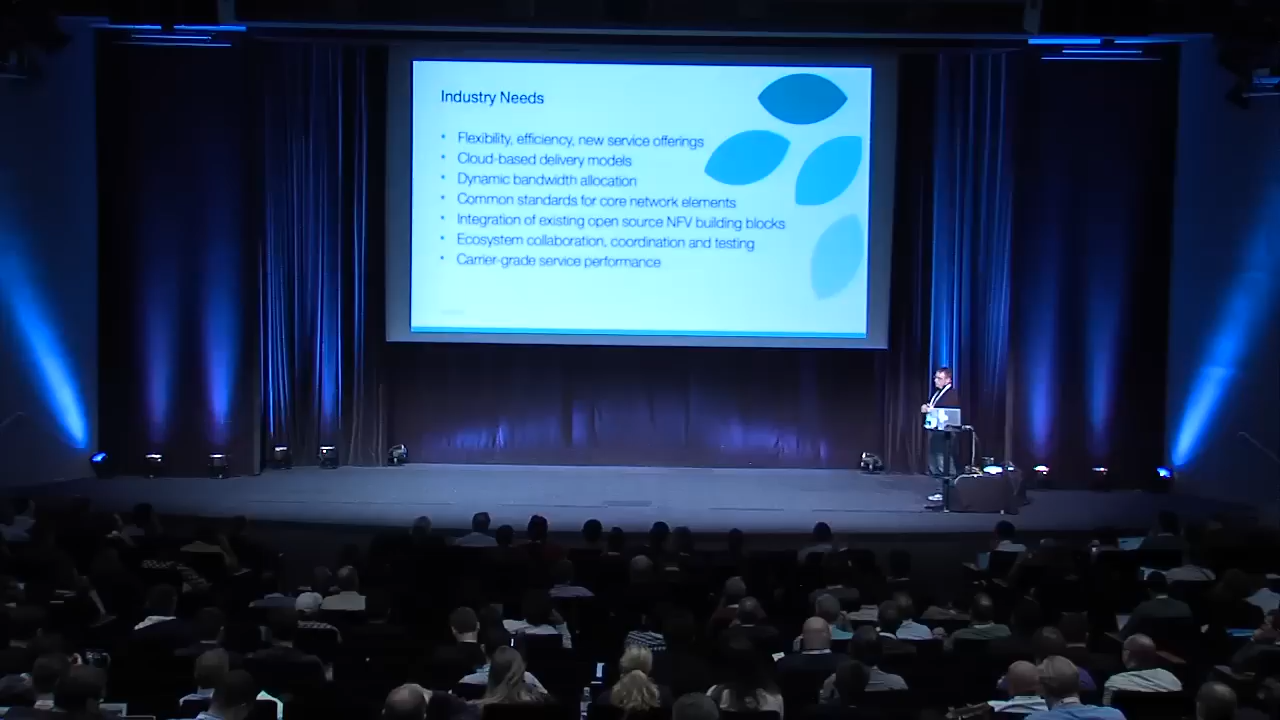 Industry Needs
• Flexibility, efficiency, new service offerings
• Cloud-based delivery models
• Dynamic bandwidth allocation
• Common standards for core network elements
• Integration of existing open source NFV building blocks
• Ecosystem collaboration, coordination and testing
• Carrier-grade service performance